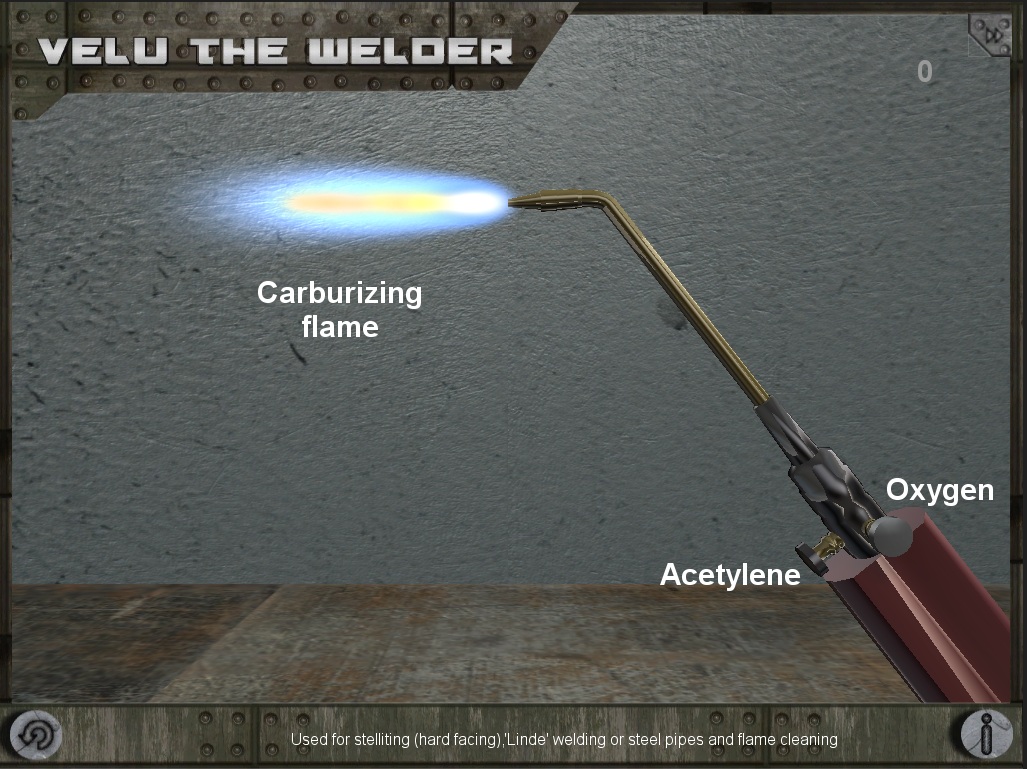 VELU THE WELDER
0
Carburizing
flame
Oxygen
Acetylene
Used for stelliting (hard facing),'Linde' welding or steel pipes and flame cleaning